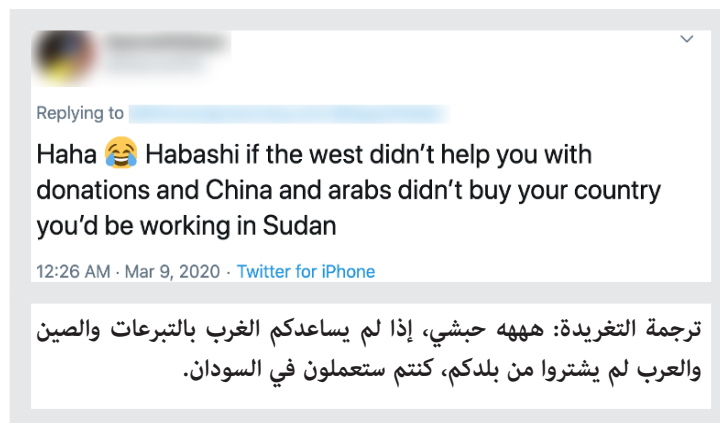 Replying to
Haha 😂 Habashi if the west didn’t help you with
donations and China and arabs didn’t buy your country
you’d be working in Sudan
12:26 AM · Mar 9, 2020 · Twitter for iPhone
ترجمة التغريدة: هههه حبشي، إذا لم يساعدكم الغرب بالتبرعات والصين
والعرب لم يشتروا من بلدكم، كنتم ستعملون في السودان.